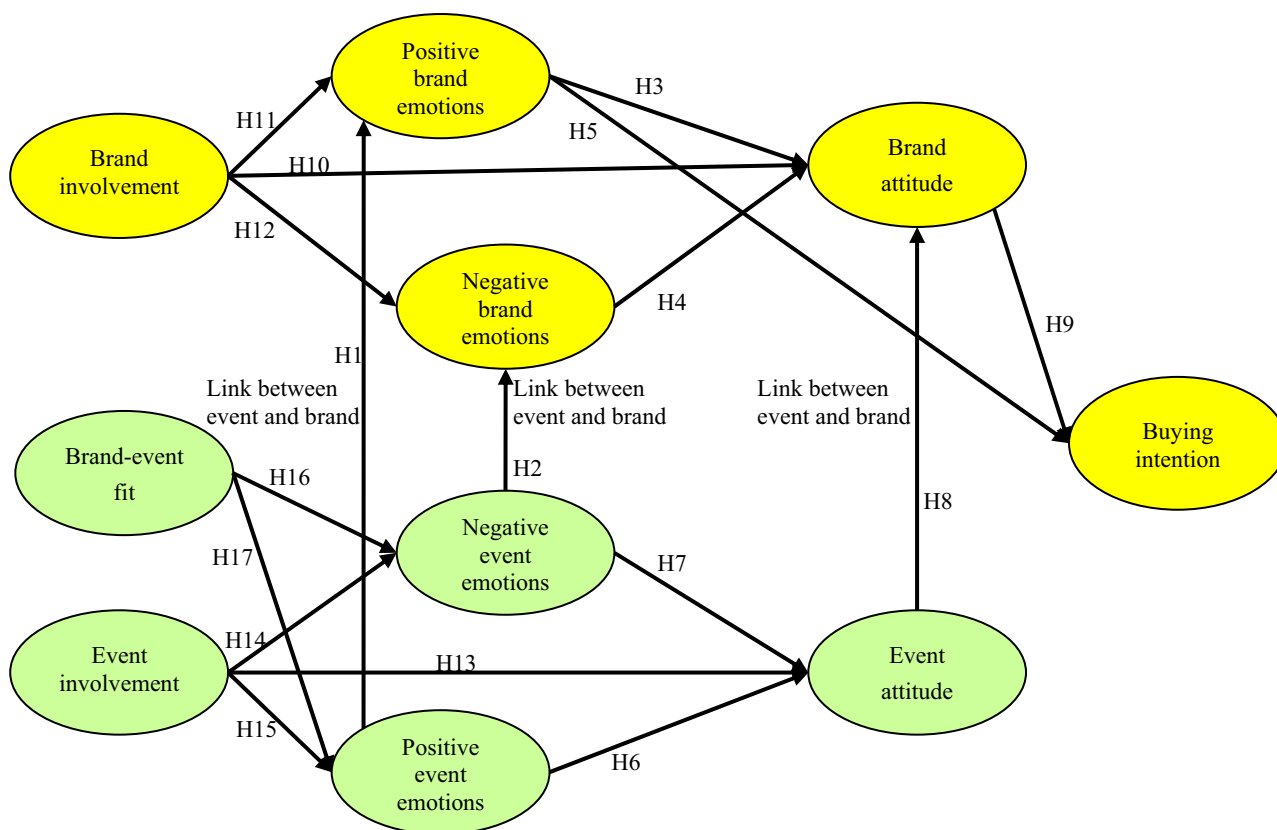 Positive
brand
emotions
H3
H5
H11
Brand
involvement
H10
Brand
attitude
H12
Negative
brand
emotions
H4
H9
H1
Link between
event and brand
Link between
event and brand
Link between
event and brand
Buying
intention
Brand-event
fit
H16
H2
H8
Negative
event
emotions
H17
H7
H14
Event
involvement
H13
Event
attitude
H15
Positive
event
emotions
H6